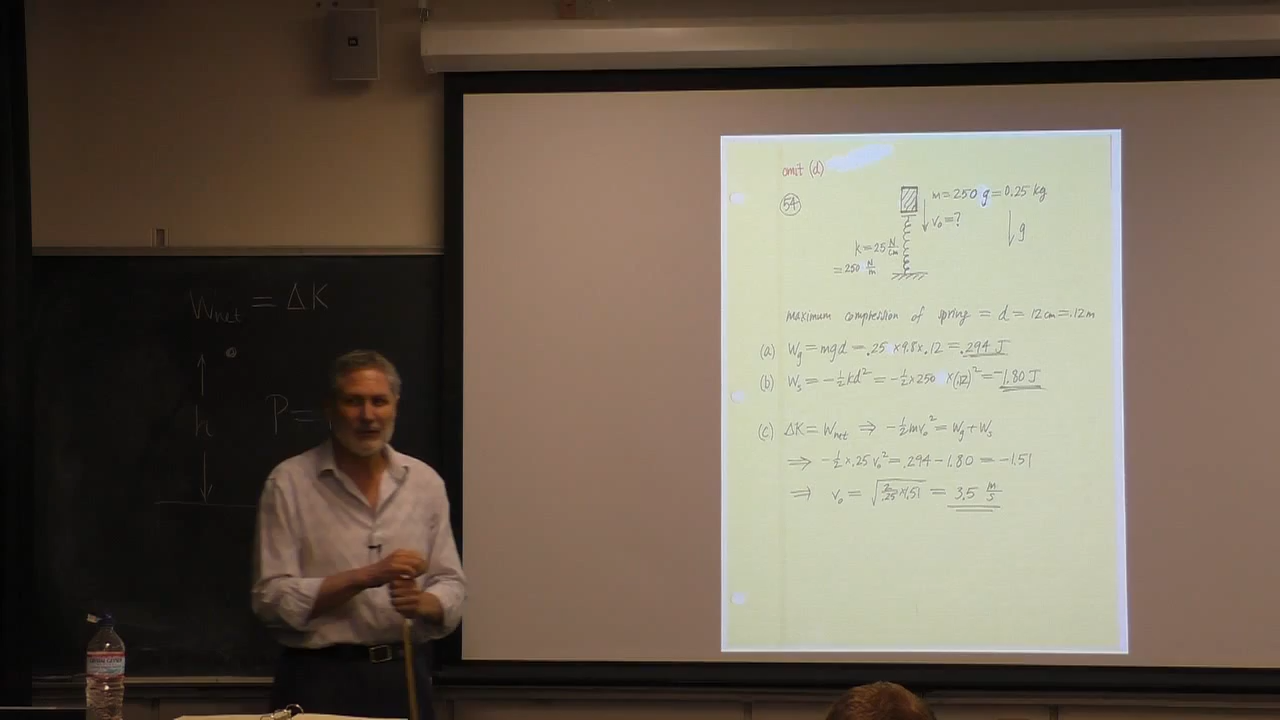 W_net = ΔK
h
P =
omit (d)
54
m = 250 g = 0.25 kg
v₀ = ?
g
k = 25 N/cm
= 250 N/m
maximum compression of spring = d = 12 cm = .12 m
(a) W_g = mgd = .25 × 9.8 × .12 = .294 J
(b) W_s = -½kd² = -½ × 250 × (.12)² = -1.80 J
(c) ΔK = W_net ⇒ -½mv₀² = W_g + W_s
⇒ -½ × .25 v₀² = .294 - 1.80 = -1.51
⇒ v₀ = √(2/.25 × 1.51) = 3.5 m/s